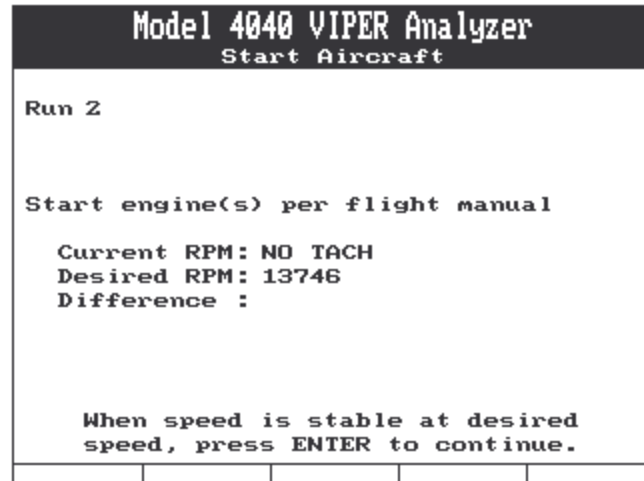 Model 4040 VIPER Analyzer
Start Aircraft
Run 2
Start engine(s) per flight manual
Current RPM: NO TACH
Desired RPM: 13746
Difference :
When speed is stable at desired
speed, press ENTER to continue.